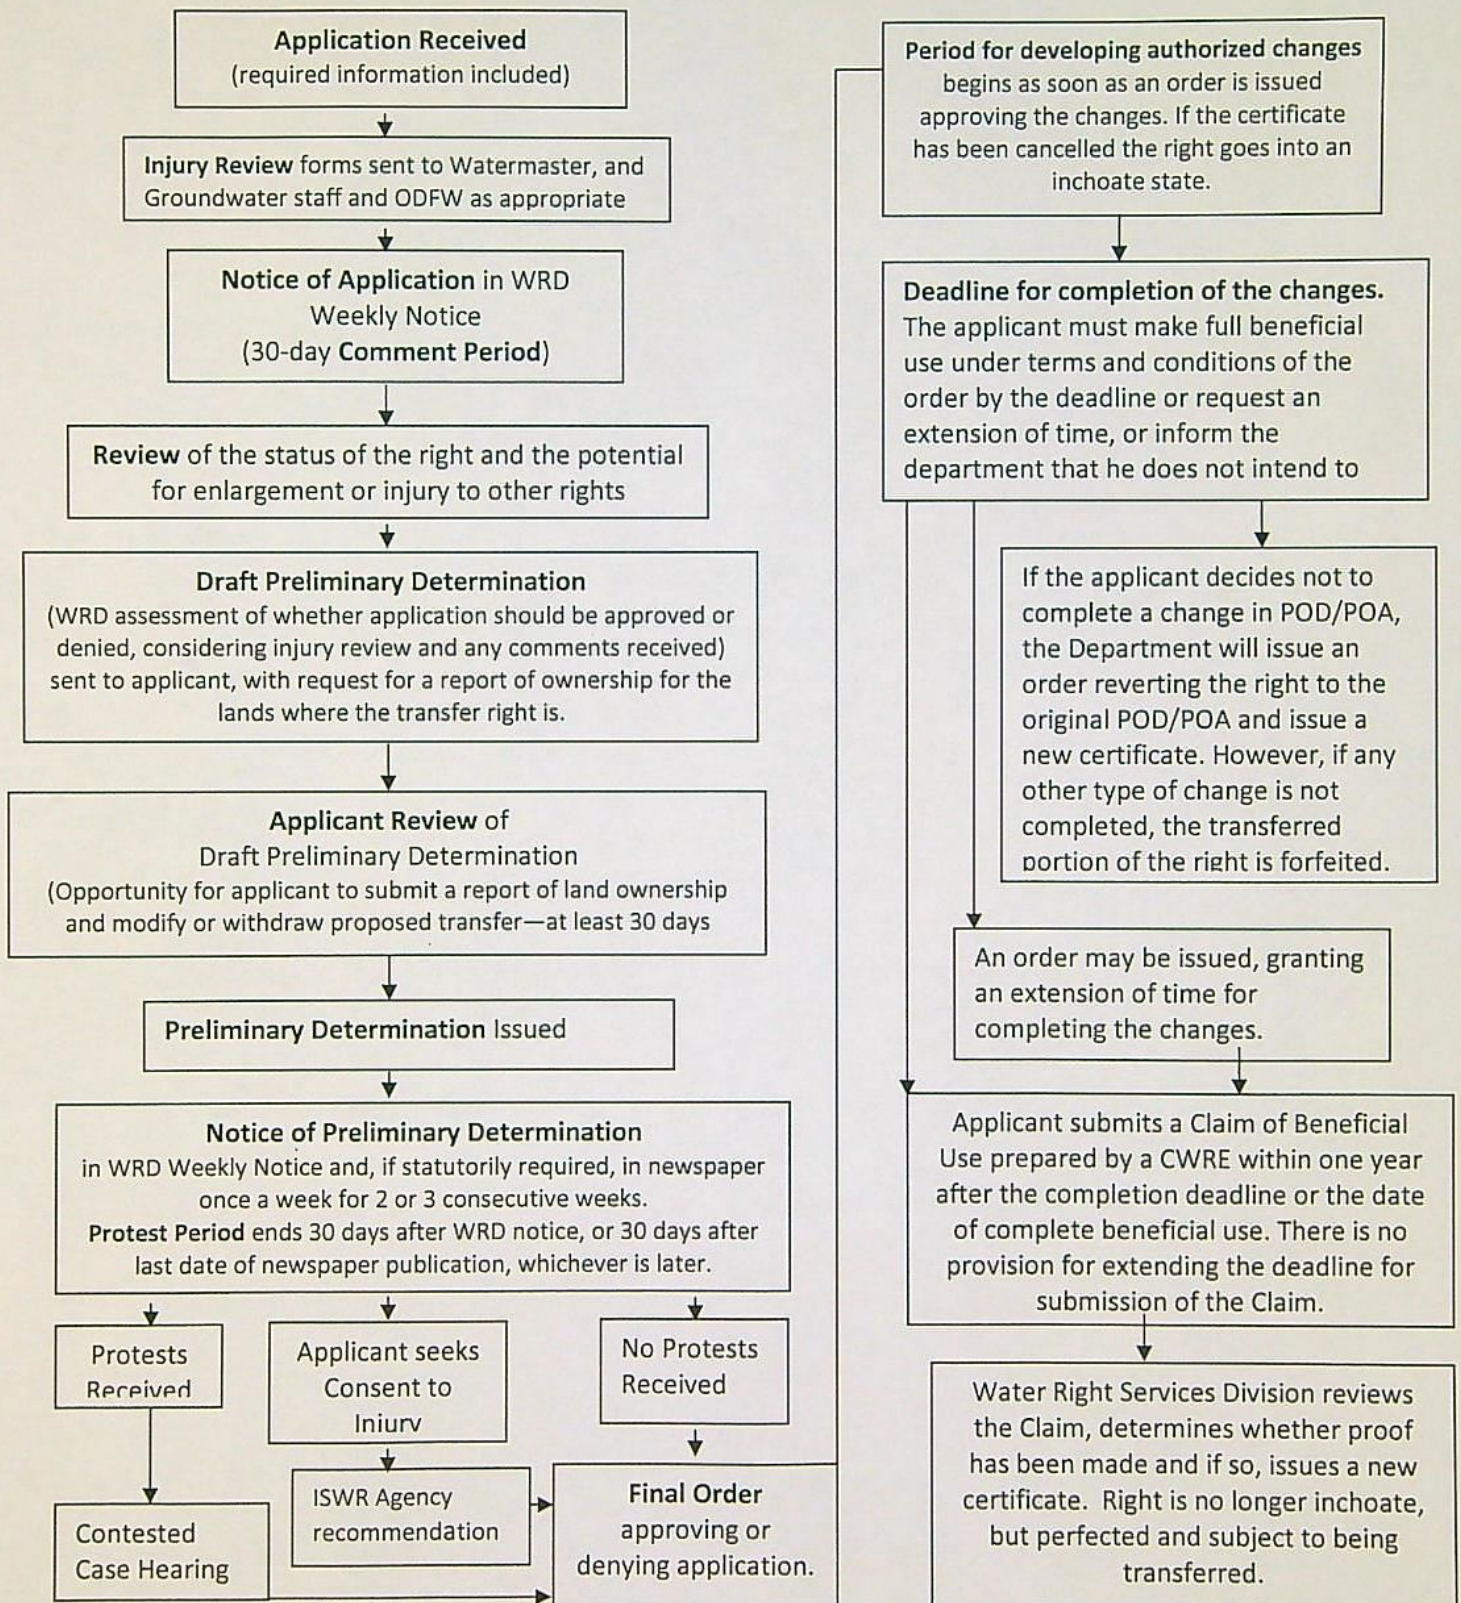 Application Received
(required information included)
Injury Review forms sent to Watermaster, and
Groundwater staff and ODFW as appropriate
Notice of Application in WRD
Weekly Notice
(30-day Comment Period)
Review of the status of the right and the potential
for enlargement or injury to other rights
Draft Preliminary Determination
(WRD assessment of whether application should be approved or
denied, considering injury review and any comments received)
sent to applicant, with request for a report of ownership for the
lands where the transfer right is.
Applicant Review of
Draft Preliminary Determination
(Opportunity for applicant to submit a report of land ownership
and modify or withdraw proposed transfer—at least 30 days
Preliminary Determination Issued
Notice of Preliminary Determination
in WRD Weekly Notice and, if statutorily required, in newspaper
once a week for 2 or 3 consecutive weeks.
Protest Period ends 30 days after WRD notice, or 30 days after
last date of newspaper publication, whichever is later.
Protests
Received
Applicant seeks
Consent to
Injury
No Protests
Received
Contested
Case Hearing
ISWR Agency
recommendation
Final Order
approving or
denying application.
Period for developing authorized changes
begins as soon as an order is issued
approving the changes. If the certificate
has been cancelled the right goes into an
inchoate state.
Deadline for completion of the changes.
The applicant must make full beneficial
use under terms and conditions of the
order by the deadline or request an
extension of time, or inform the
department that he does not intend to
If the applicant decides not to
complete a change in POD/POA,
the Department will issue an
order reverting the right to the
original POD/POA and issue a
new certificate. However, if any
other type of change is not
completed, the transferred
portion of the right is forfeited.
An order may be issued, granting
an extension of time for
completing the changes.
Applicant submits a Claim of Beneficial
Use prepared by a CWRE within one year
after the completion deadline or the date
of complete beneficial use. There is no
provision for extending the deadline for
submission of the Claim.
Water Right Services Division reviews
the Claim, determines whether proof
has been made and if so, issues a new
certificate. Right is no longer inchoate,
but perfected and subject to being
transferred.